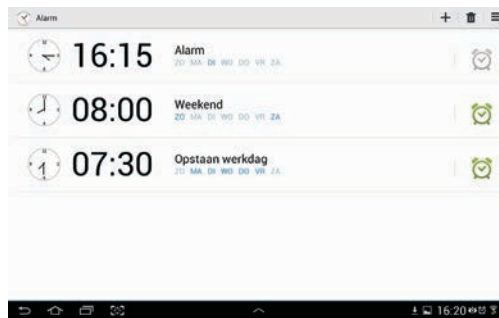 Alarm
16:15 Alarm
ZO MA DI WO DO VR ZA
08:00 Weekend
ZO MA DI WO DO VR ZA
07:30 Opstaan werkdag
ZO MA DI WO DO VR ZA
16:20